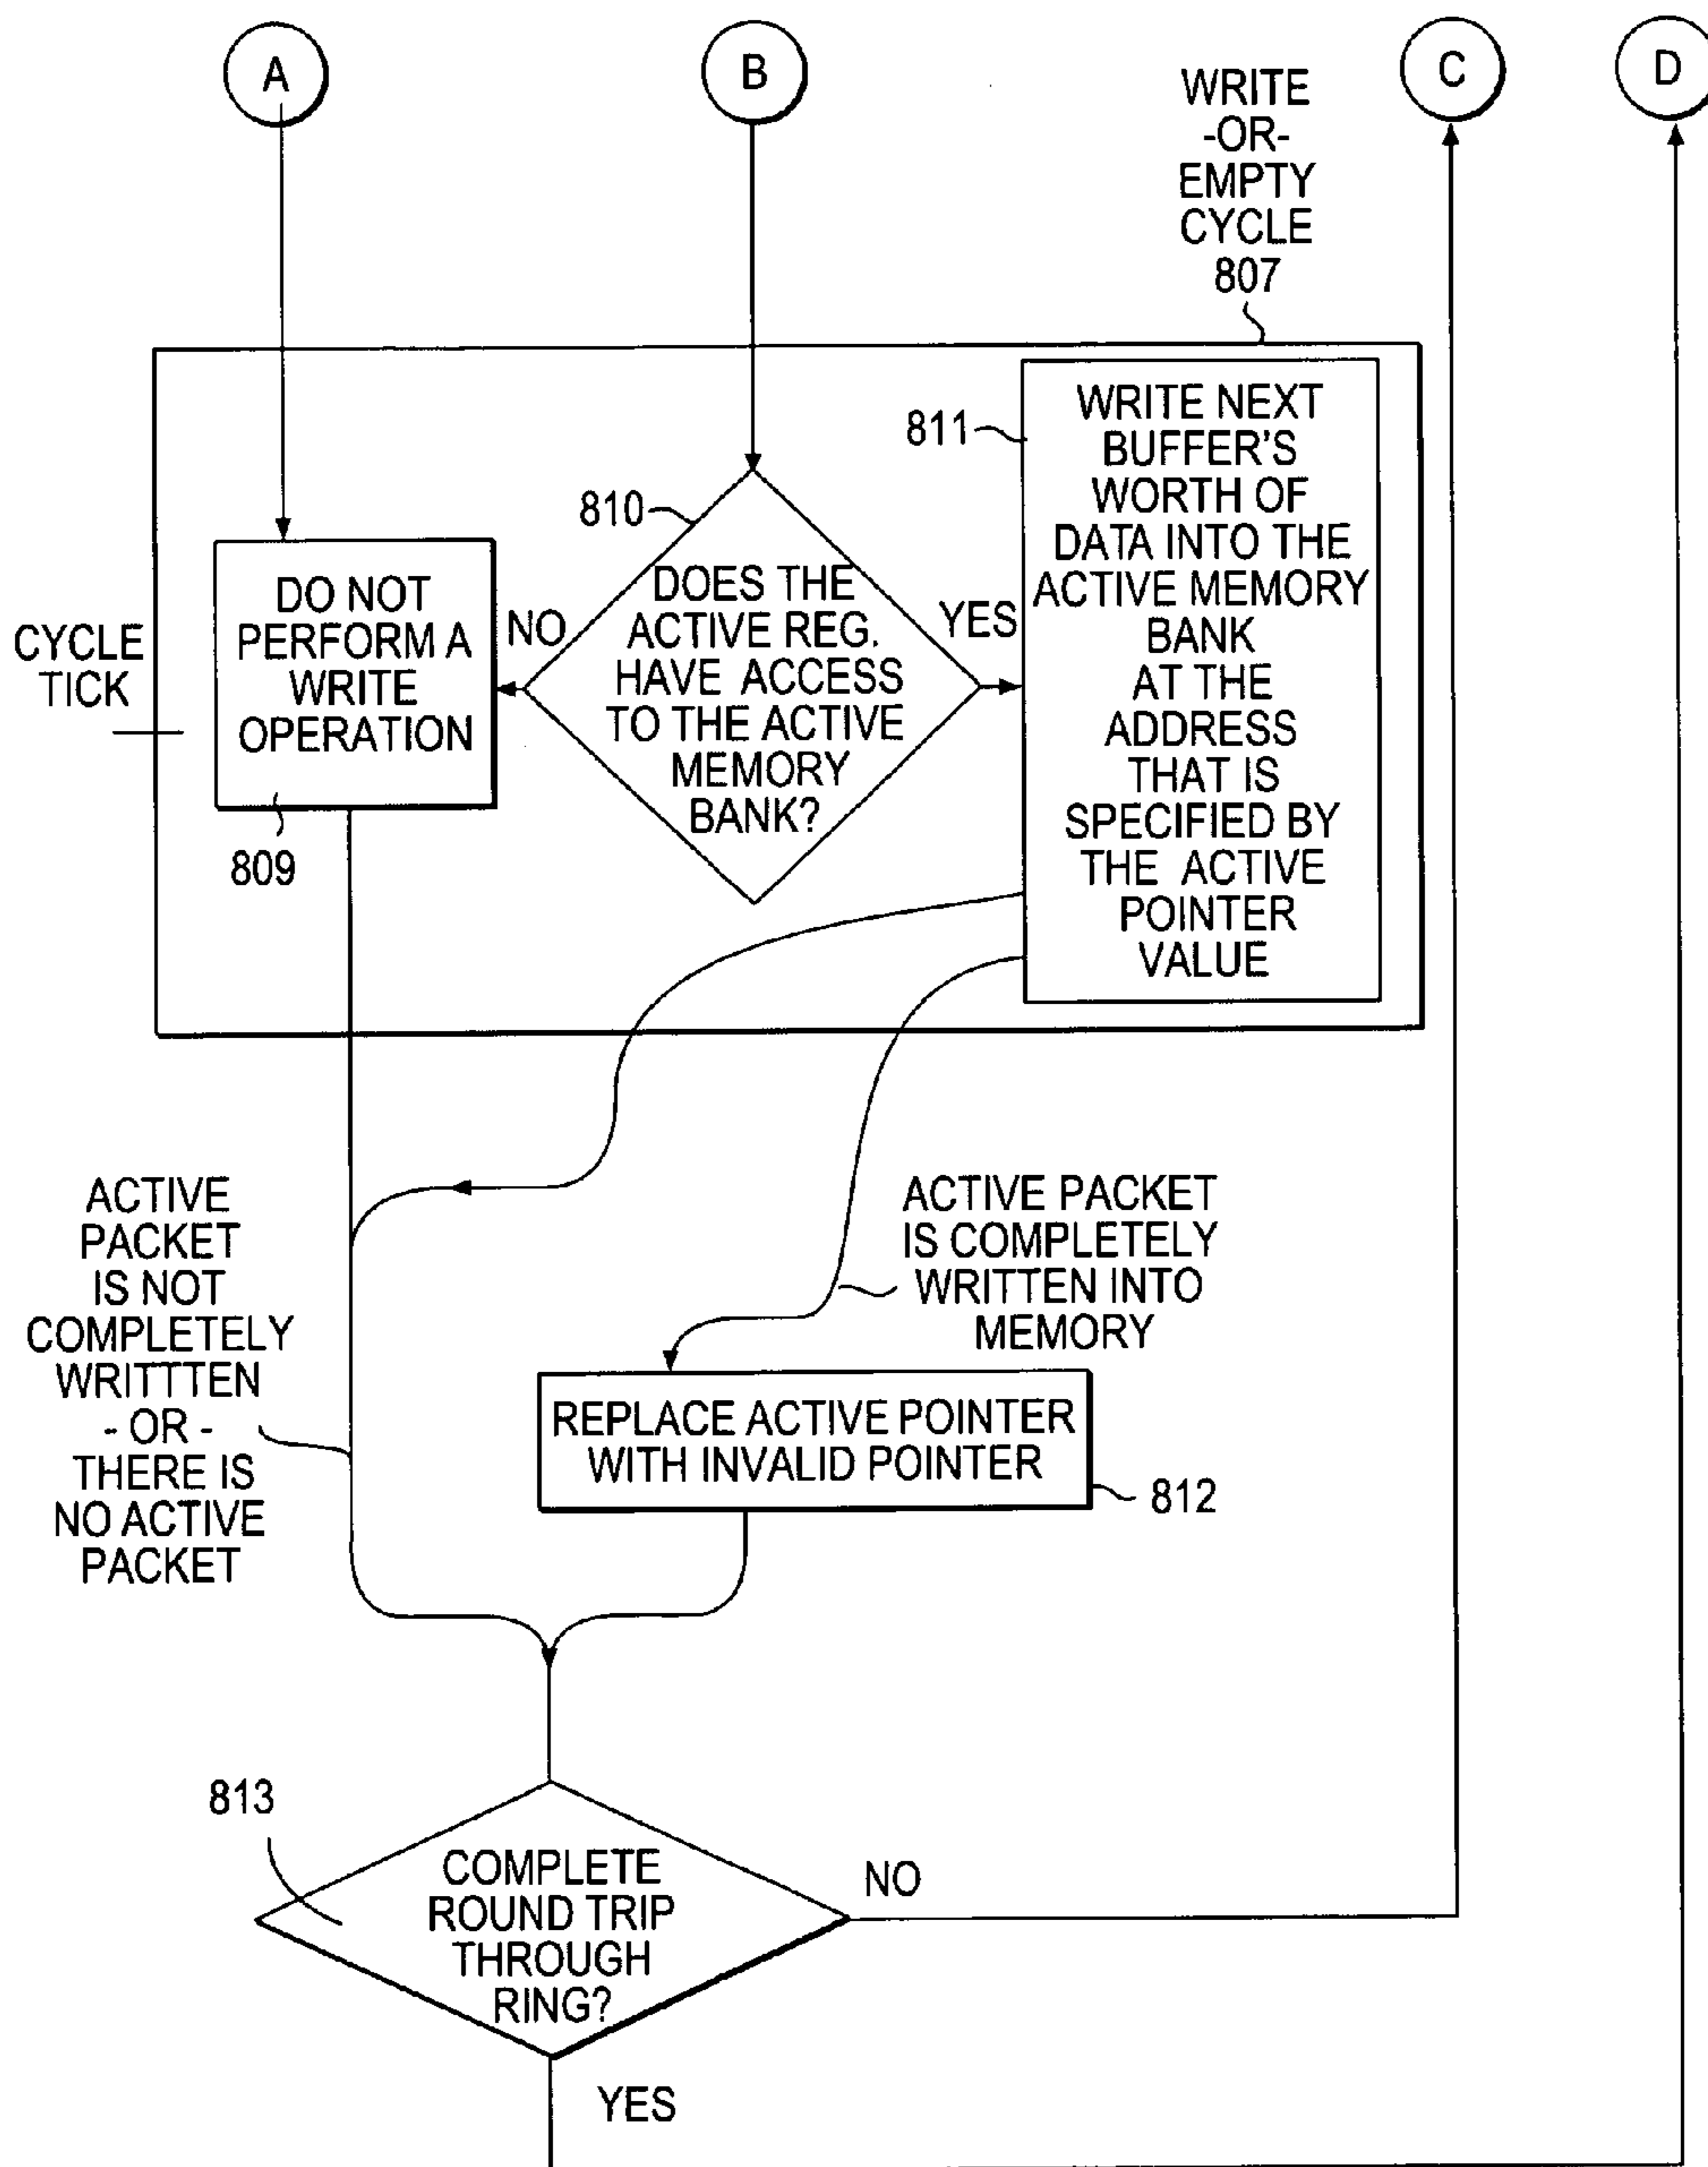 A
B
C
D
WRITE
-OR-
EMPTY
CYCLE
807
811
WRITE NEXT
BUFFER'S
WORTH OF
DATA INTO THE
ACTIVE MEMORY
BANK
AT THE
ADDRESS
THAT IS
SPECIFIED BY
THE ACTIVE
POINTER
VALUE
810
DOES THE
ACTIVE REG.
HAVE ACCESS
TO THE ACTIVE
MEMORY
BANK?
NO
YES
DO NOT
PERFORM A
WRITE
OPERATION
809
CYCLE
TICK
ACTIVE
PACKET
IS NOT
COMPLETELY
WRITTTEN
- OR -
THERE IS
NO ACTIVE
PACKET
ACTIVE PACKET
IS COMPLETELY
WRITTEN INTO
MEMORY
REPLACE ACTIVE POINTER
WITH INVALID POINTER
812
813
COMPLETE
ROUND TRIP
THROUGH
RING?
NO
YES